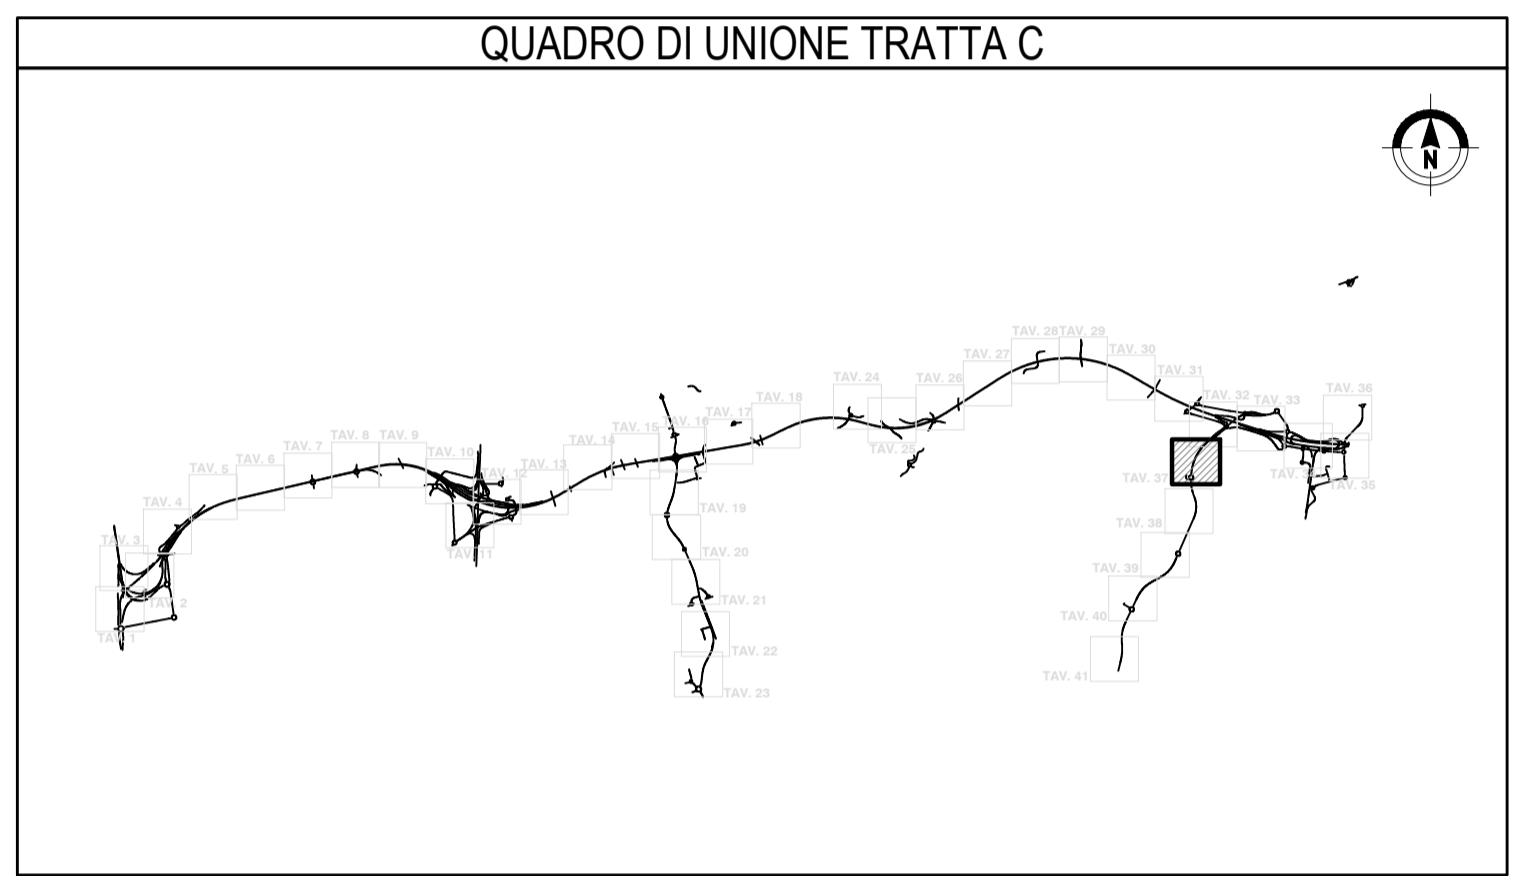 QUADRO DI UNIONE TRATTA C
N
TAV. 28
TAV. 29
TAV. 27
TAV. 30
TAV. 31
TAV. 24
TAV. 26
TAV. 36
TAV. 18
TAV. 32
TAV. 33
TAV. 17
TAV. 16
TAV. 15
TAV. 14
TAV. 25
TAV. 8
TAV. 9
TAV. 7
TAV. 10
TAV. 6
TAV. 5
TAV. 12
TAV. 13
TAV. 37
TAV. 35
TAV. 4
TAV. 19
TAV. 38
TAV. 3
TAV. 11
TAV. 20
TAV. 39
TAV. 2
TAV. 21
TAV. 40
TAV. 1
TAV. 22
TAV. 41
TAV. 23